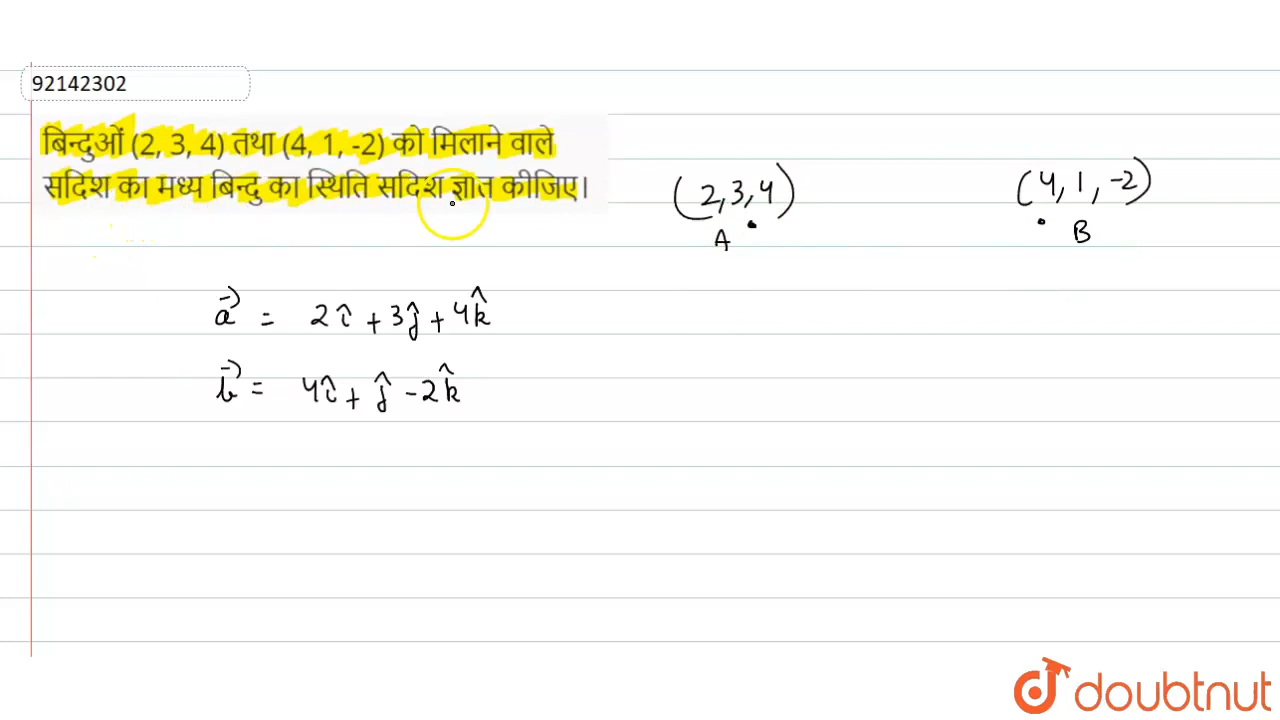 92142302
बिन्दुओं (2, 3, 4) तथा (4, 1, -2) को मिलाने वाले
सदिश का मध्य बिन्दु का स्थिति सदिश ज्ञात कीजिए।
(2,3,4) (4,1,-2)
A B
a⃗ = 2î + 3ĵ + 4k̂
b⃗ = 4î + ĵ - 2k̂
doubtnut